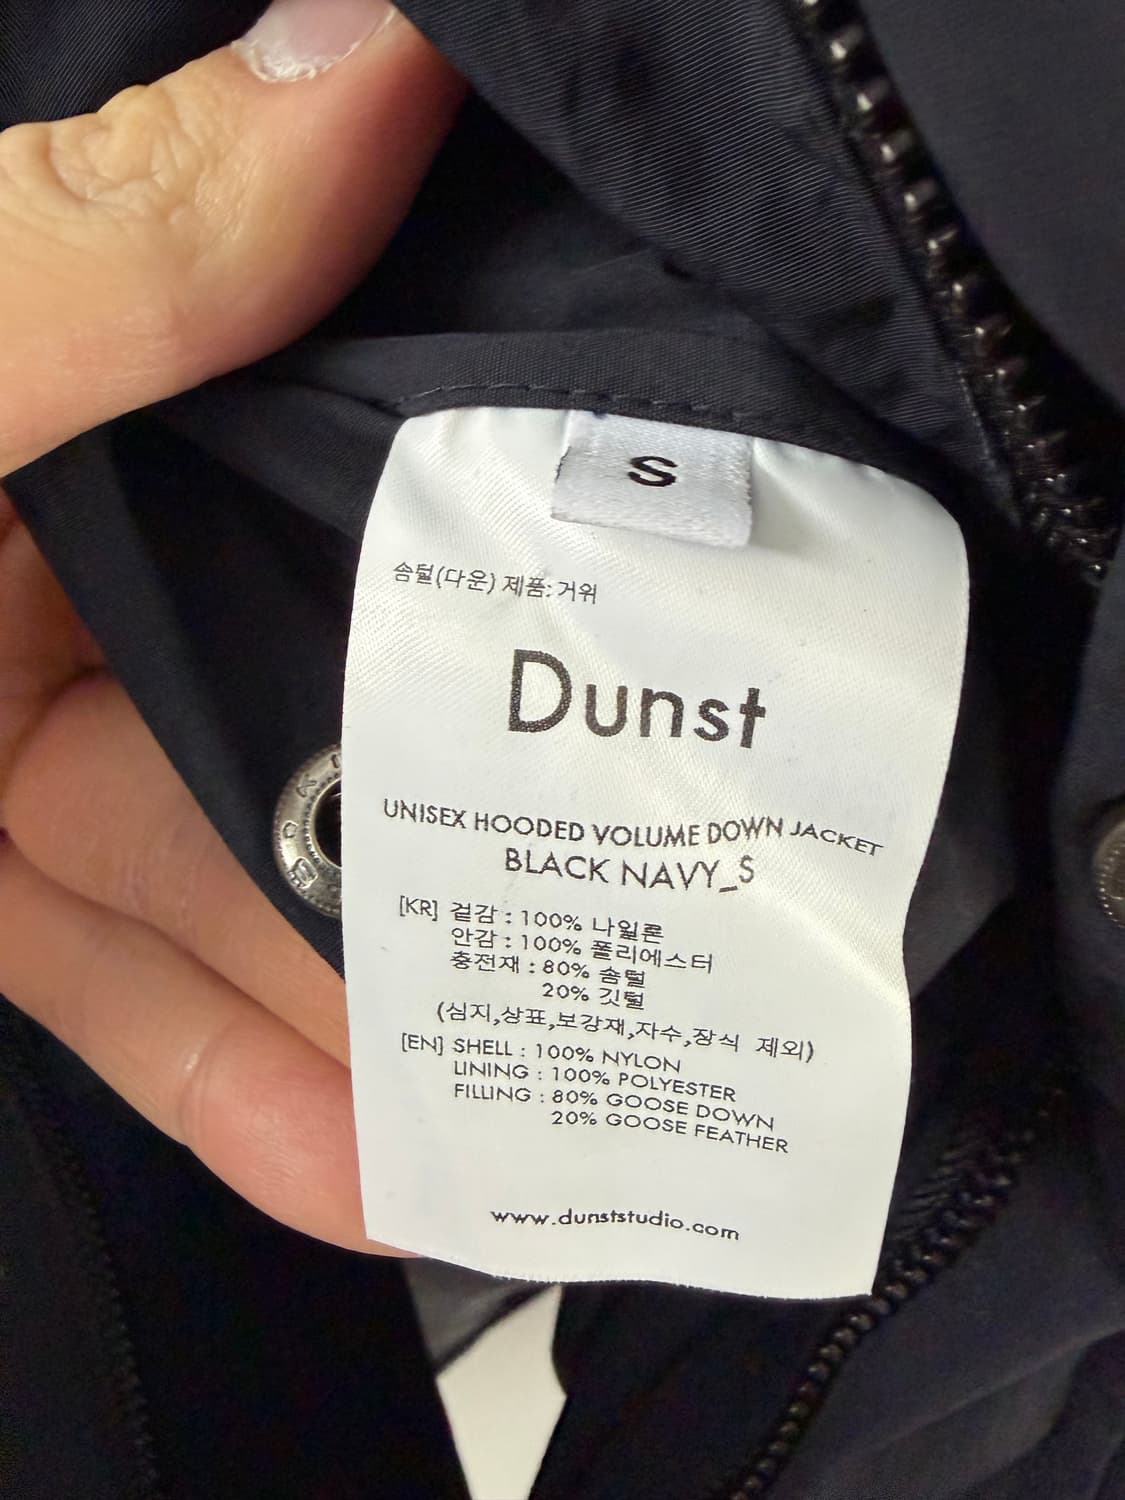 S
솜털(다운) 제품: 거위
Dunst
UNISEX HOODED VOLUME DOWN JACKET
BLACK NAVY_S
[KR] 겉감 : 100% 나일론
안감 : 100% 폴리에스터
충전재 : 80% 솜털
20% 깃털
(심지,상표,보강재,자수,장식 제외)
[EN] SHELL : 100% NYLON
LINING : 100% POLYESTER
FILLING : 80% GOOSE DOWN
20% GOOSE FEATHER
www.dunststudio.com